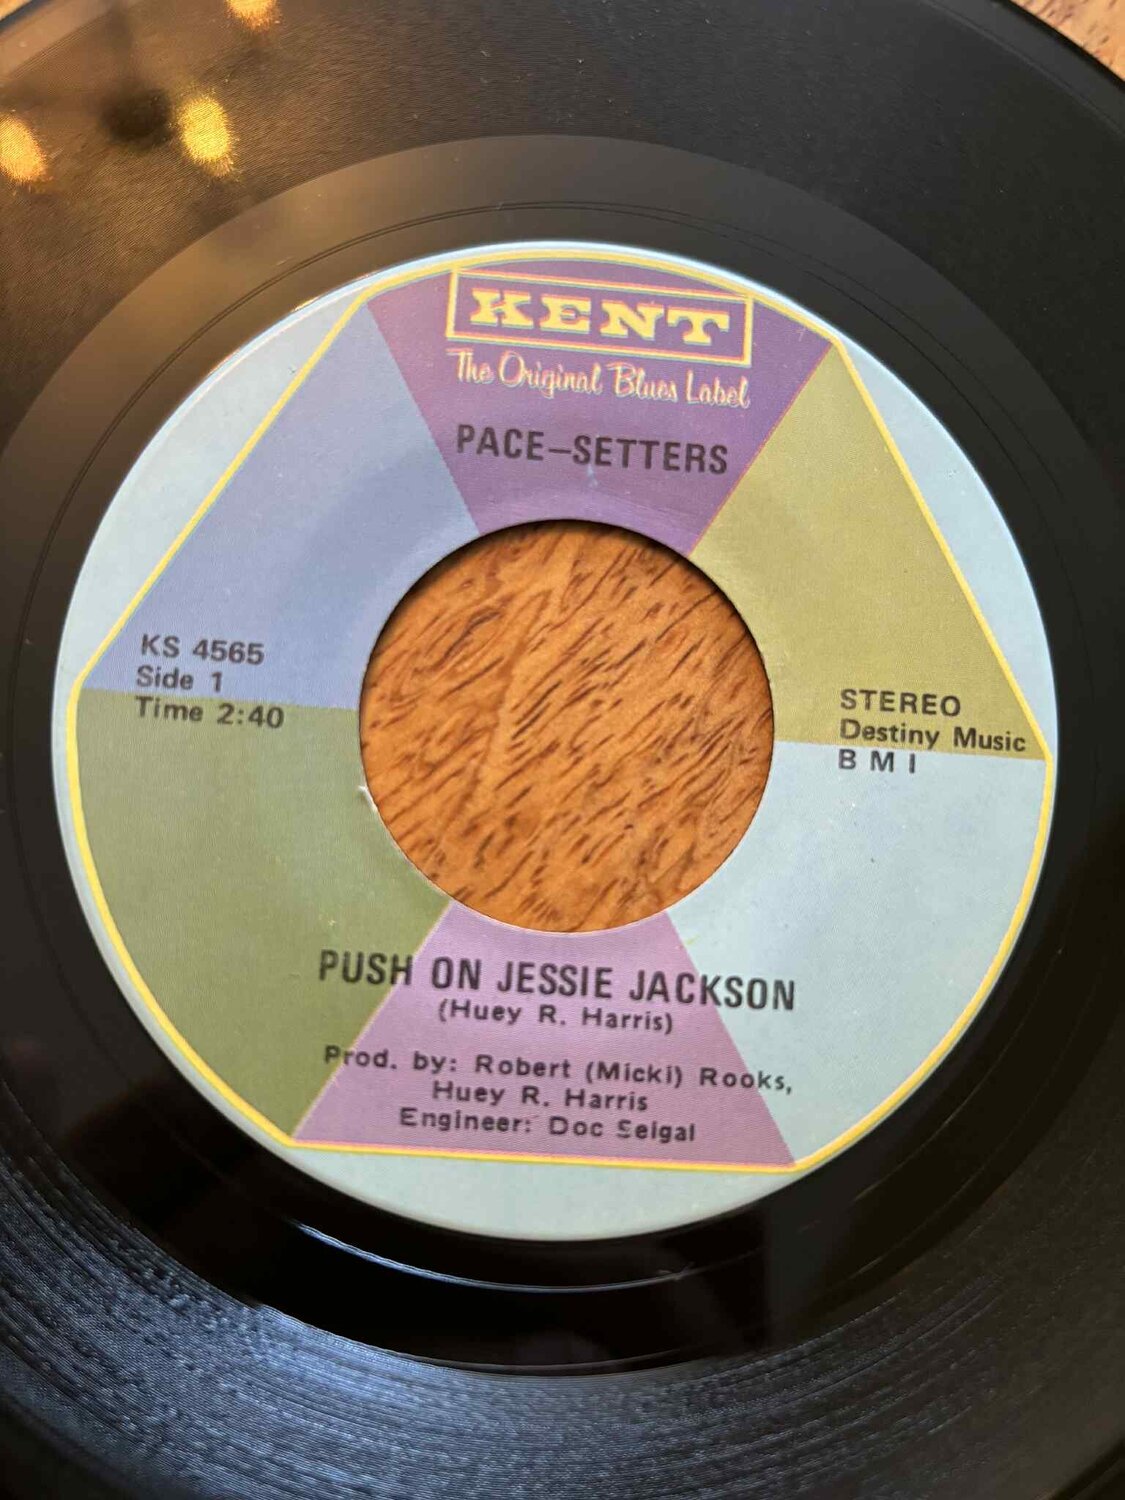 KENT
The Original Blues Label
PACE-SETTERS
KS 4565
Side 1
Time 2:40
STEREO
Destiny Music
B M I
PUSH ON JESSIE JACKSON
(Huey R. Harris)
Prod. by: Robert (Micki) Rooks,
Huey R. Harris
Engineer: Doc Seigal